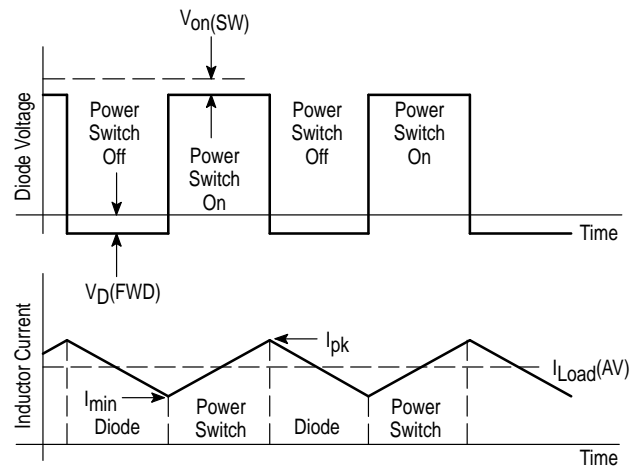 Von(SW)
Diode Voltage
Power
Switch
Off
Power
Switch
On
Power
Switch
Off
Power
Switch
On
Time
VD(FWD)
Inductor Current
Ipk
ILoad(AV)
Imin
Diode
Power
Switch
Diode
Power
Switch
Time